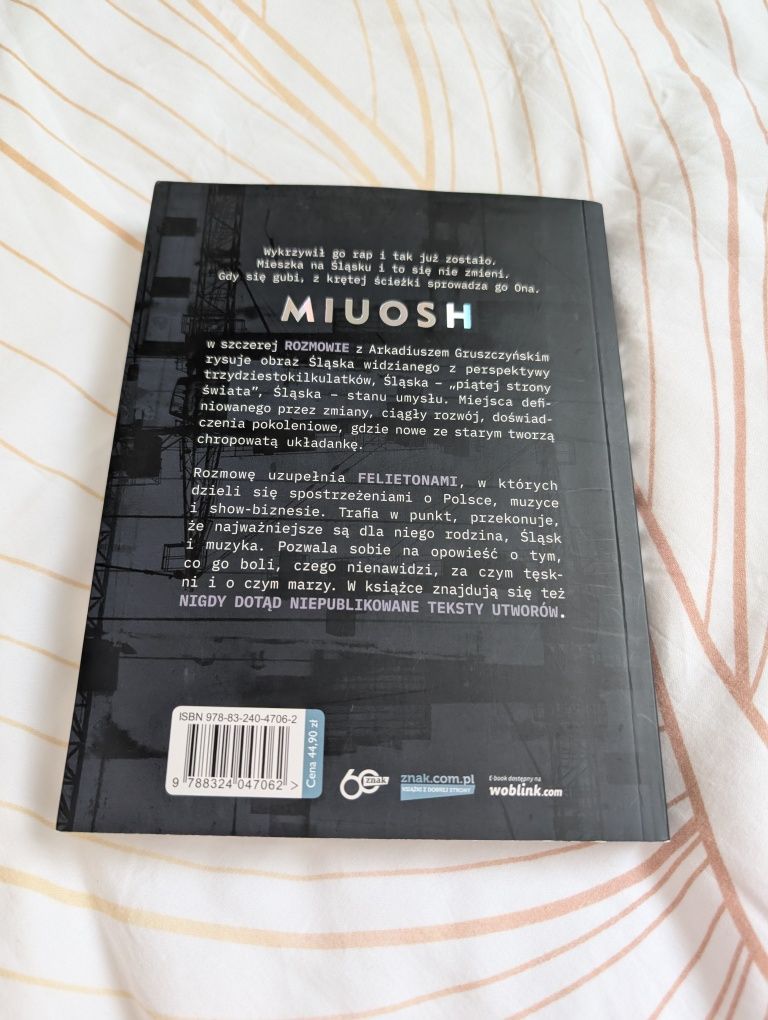 Wykrzywił go rap i tak już zostało.
Mieszka na Śląsku i to się nie zmieni.
Gdy się gubi, z krętej ścieżki sprowadza go Ona.
MIUOSH
w szczerej ROZMOWIE z Arkadiuszem Gruszczyńskim
rysuje obraz Śląska widzianego z perspektywy
trzydziestokilkulatków, Śląska – „piątej strony
świata”, Śląska – stanu umysłu. Miejsca defi-
niowanego przez zmiany, ciągły rozwój, doświad-
czenia pokoleniowe, gdzie nowe ze starym tworzą
chropowatą układankę.
Rozmowę uzupełnia FELIETONAMI, w których
dzieli się spostrzeżeniami o Polsce, muzyce
i show-biznesie. Trafia w punkt, przekonuje,
że najważniejsze są dla niego rodzina, Śląsk
i muzyka. Pozwala sobie na opowieść o tym,
co go boli, czego nienawidzi, za czym tęsk-
ni i o czym marzy. W książce znajdują się też
NIGDY DOTĄD NIEPUBLIKOWANE TEKSTY UTWORÓW.
ISBN 978-83-240-4706-2
9 788324 047062 >
Cena 44,90 zł
60 znak
znak.com.pl
KSIĄŻKI Z DOBREJ STRONY
E-book dostępny na
woblink.com